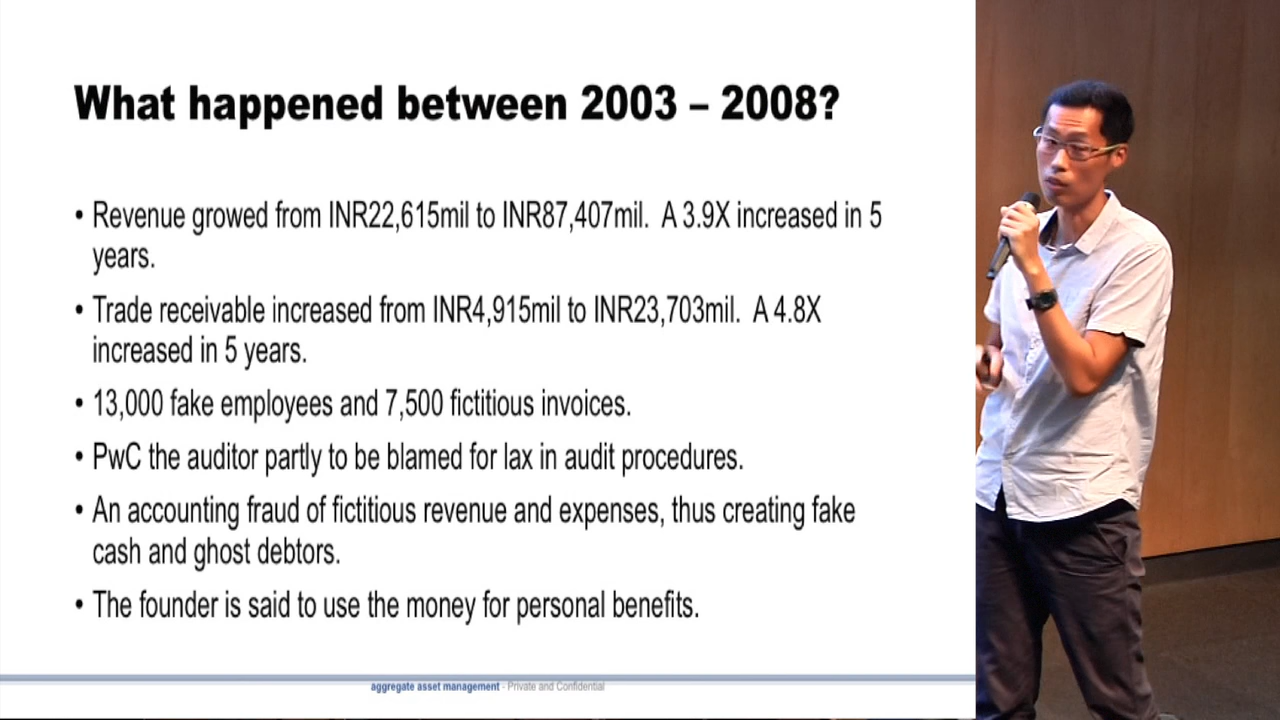 What happened between 2003 – 2008?
• Revenue growed from INR22,615mil to INR87,407mil.  A 3.9X increased in 5
years.
• Trade receivable increased from INR4,915mil to INR23,703mil.  A 4.8X
increased in 5 years.
• 13,000 fake employees and 7,500 fictitious invoices.
• PwC the auditor partly to be blamed for lax in audit procedures.
• An accounting fraud of fictitious revenue and expenses, thus creating fake
cash and ghost debtors.
• The founder is said to use the money for personal benefits.
aggregate asset management - Private and Confidential